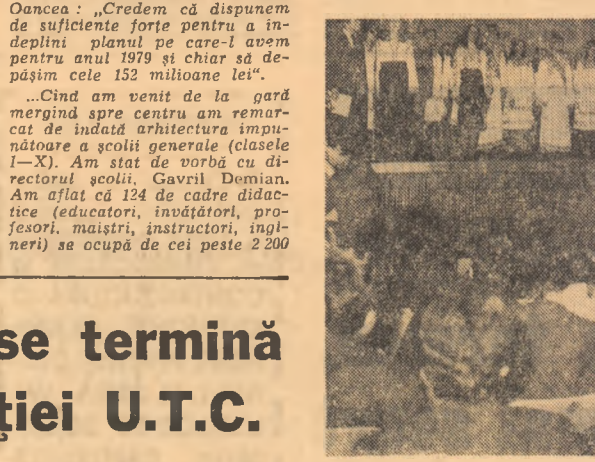 Oancea : „Credem că dispunem
de suficiente forțe pentru a în-
deplini planul pe care-l avem
pentru anul 1979 și chiar să de-
pășim cele 152 milioane lei“.
...Cînd am venit de la gară
mergind spre centru am remar-
cat de îndată arhitectura impu-
nătoare a școlii generale (clasele
I—X). Am stat de vorbă cu di-
rectorul școlii, Gavril Demian.
Am aflat că 124 de cadre didac-
tice (educatori, învățători, pro-
fesori, maiștri, instructori, ingi-
neri) se ocupă de cei peste 2 200
se termină
ției U.T.C.